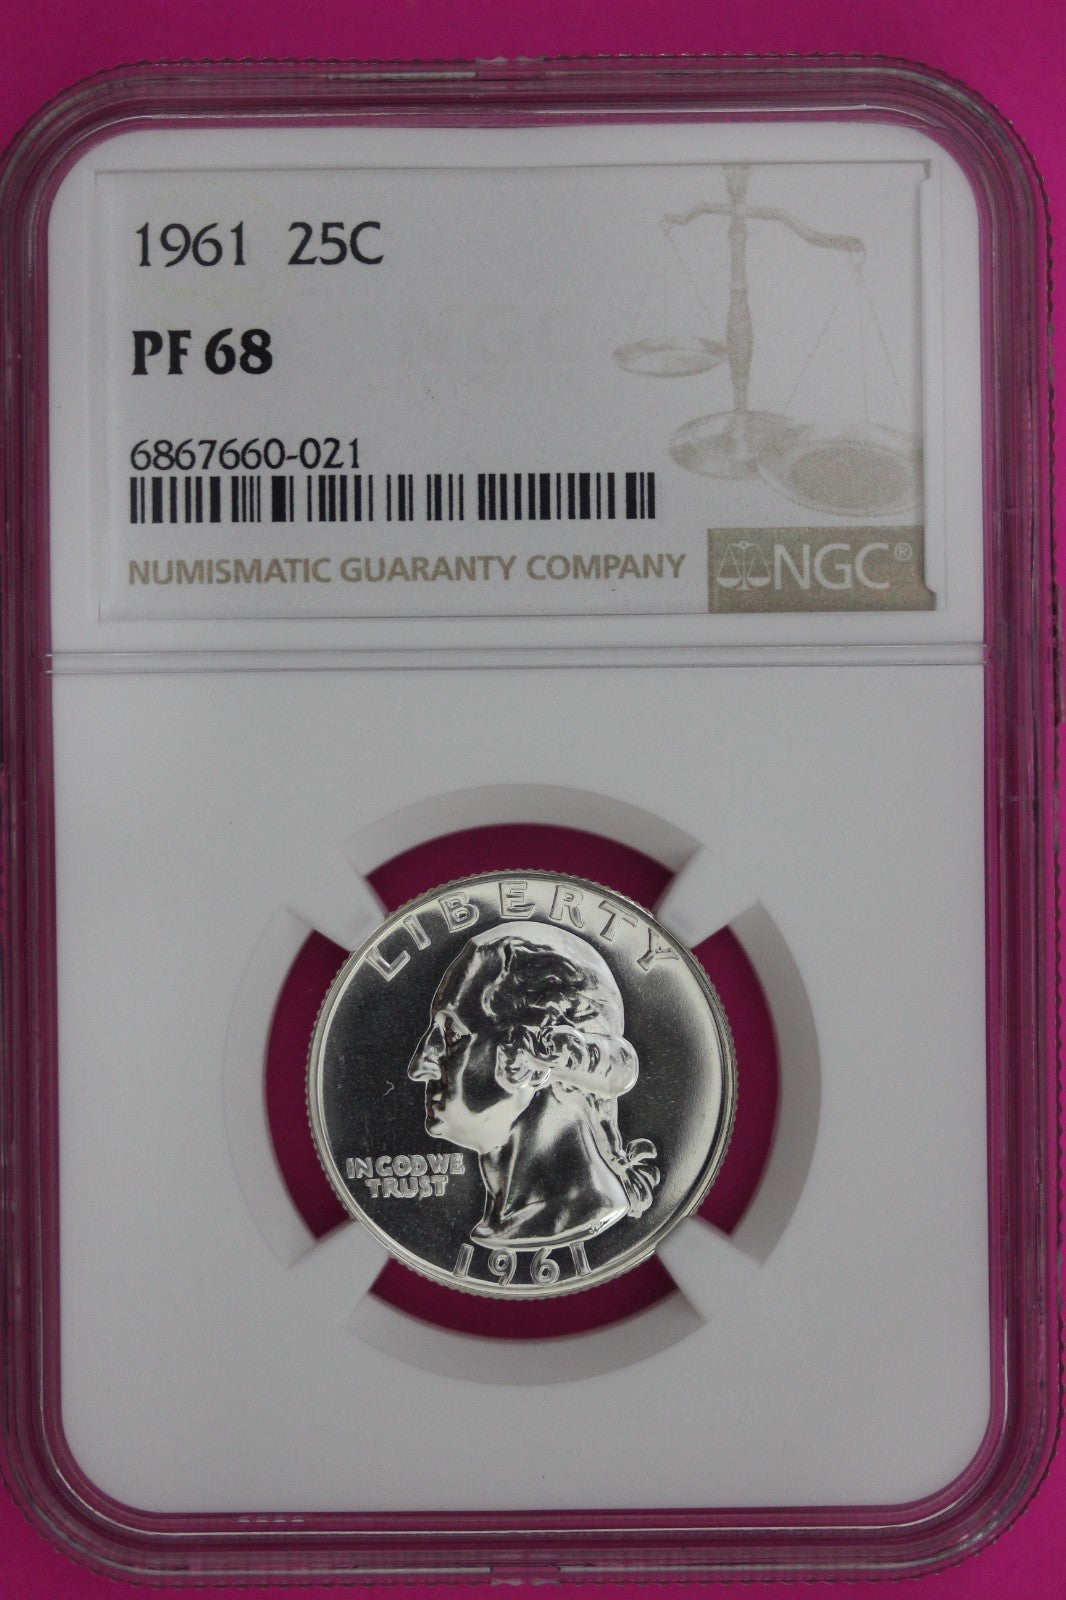 1961 25C
PF 68
6867660-021
NUMISMATIC GUARANTY COMPANY
NGC®
LIBERTY
IN GOD WE
TRUST
1961